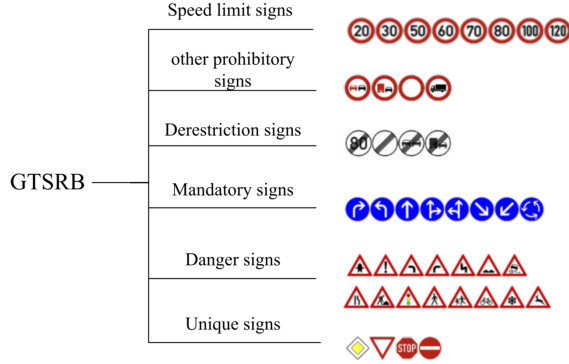 Speed limit signs
20 30 50 60 70 80 100 120
other prohibitory
signs
Derestriction signs
80
GTSRB
Mandatory signs
Danger signs
Unique signs
STOP